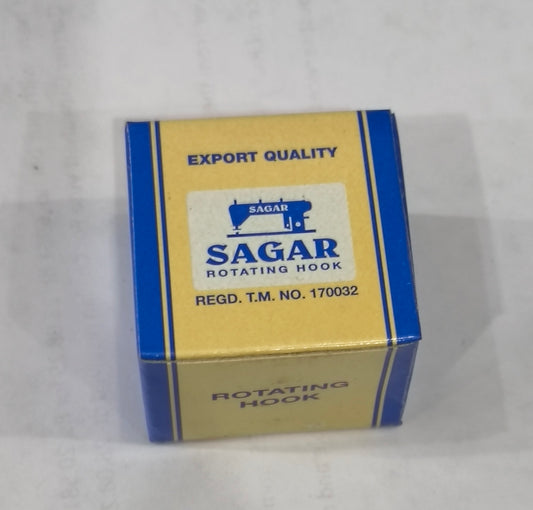 EXPORT QUALITY
SAGAR
SAGAR
ROTATING HOOK
REGD. T.M. NO. 170032
ROTATING
HOOK